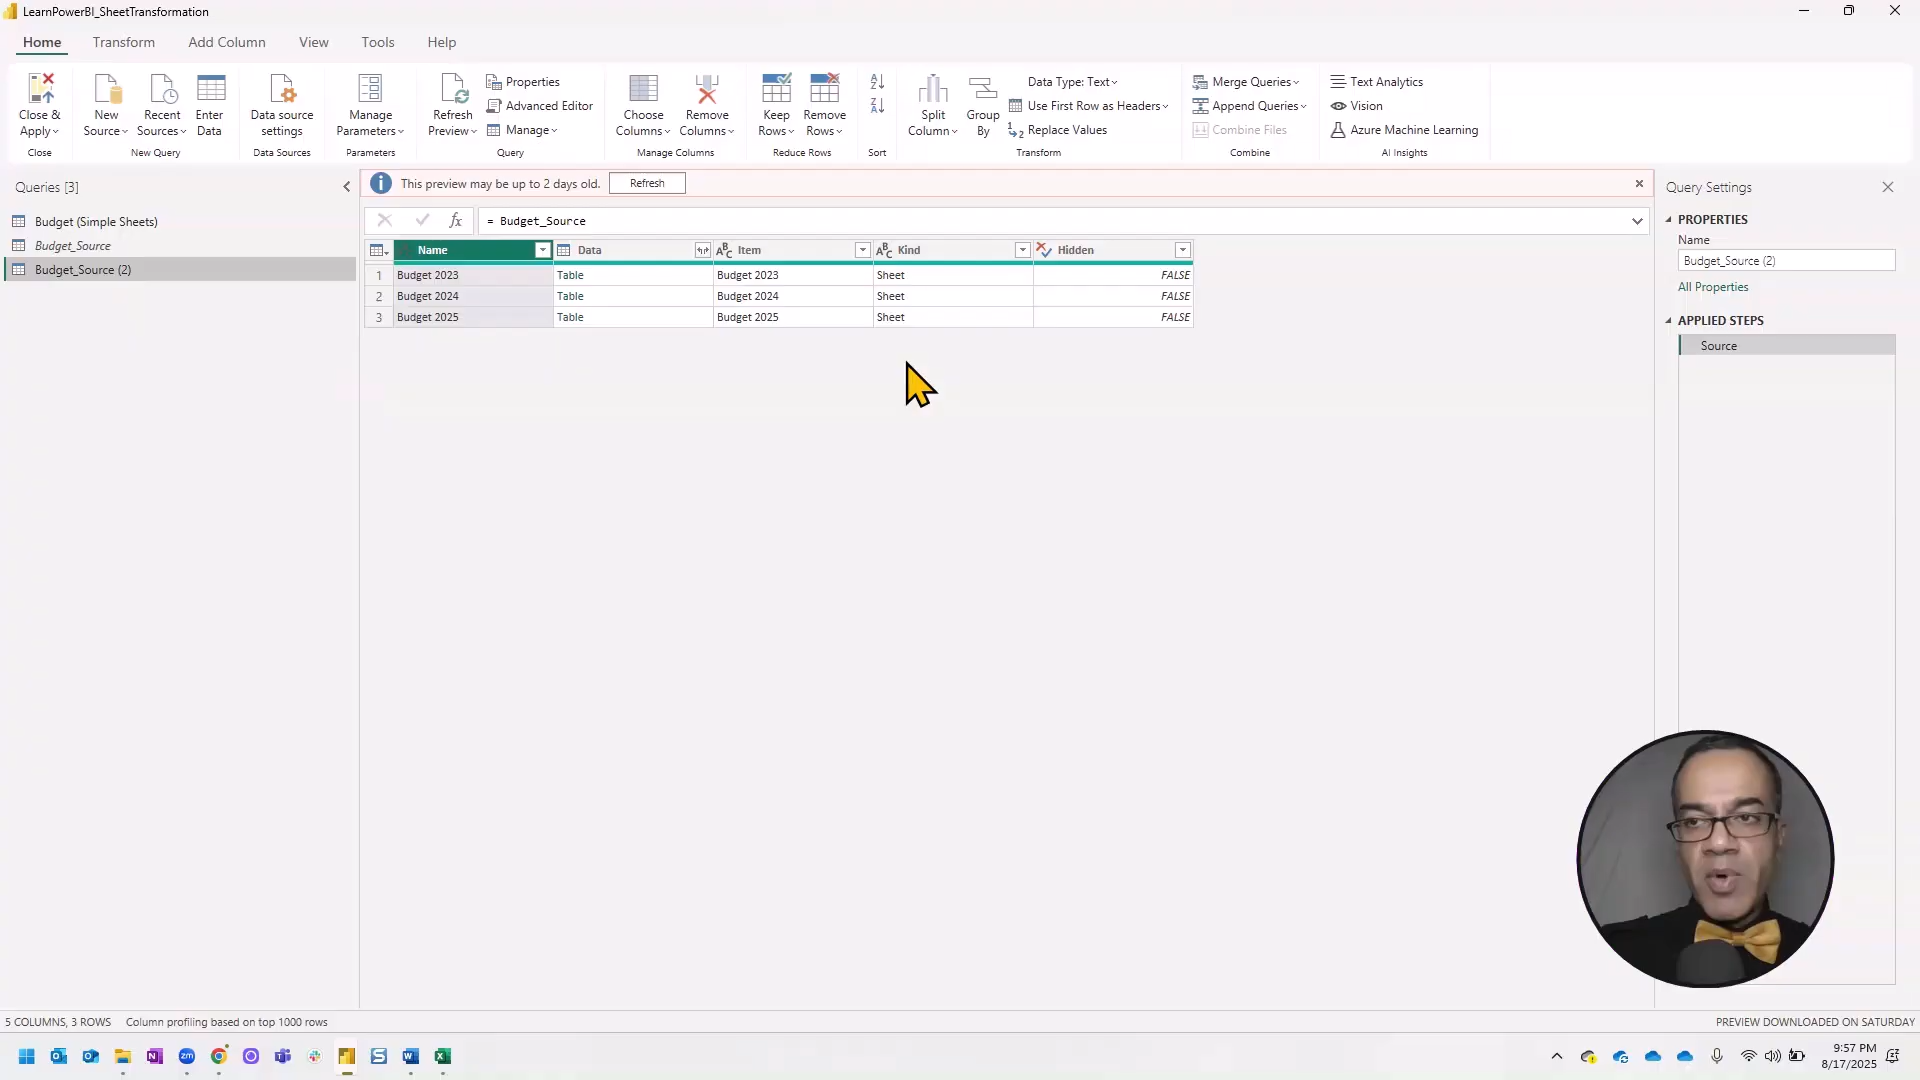 LearnPowerBI_SheetTransformation
Home Transform Add Column View Tools Help
Close & Apply
Close
New Source
Recent Sources
Enter Data
New Query
Data source settings
Data Sources
Manage Parameters
Parameters
Refresh Preview
Properties
Advanced Editor
Manage
Query
Choose Columns
Remove Columns
Manage Columns
Keep Rows
Remove Rows
Reduce Rows
Sort
Split Column
Group By
Data Type: Text
Use First Row as Headers
Replace Values
Transform
Merge Queries
Append Queries
Combine Files
Combine
Text Analytics
Vision
Azure Machine Learning
AI Insights
Queries [3]
Budget (Simple Sheets)
Budget_Source
Budget_Source (2)
This preview may be up to 2 days old. Refresh
= Budget_Source
Name Data Item Kind Hidden
1 Budget 2023 Table Budget 2023 Sheet FALSE
2 Budget 2024 Table Budget 2024 Sheet FALSE
3 Budget 2025 Table Budget 2025 Sheet FALSE
Query Settings
PROPERTIES
Name
Budget_Source (2)
All Properties
APPLIED STEPS
Source
5 COLUMNS, 3 ROWS Column profiling based on top 1000 rows
PREVIEW DOWNLOADED ON SATURDAY
9:57 PM
8/17/2025